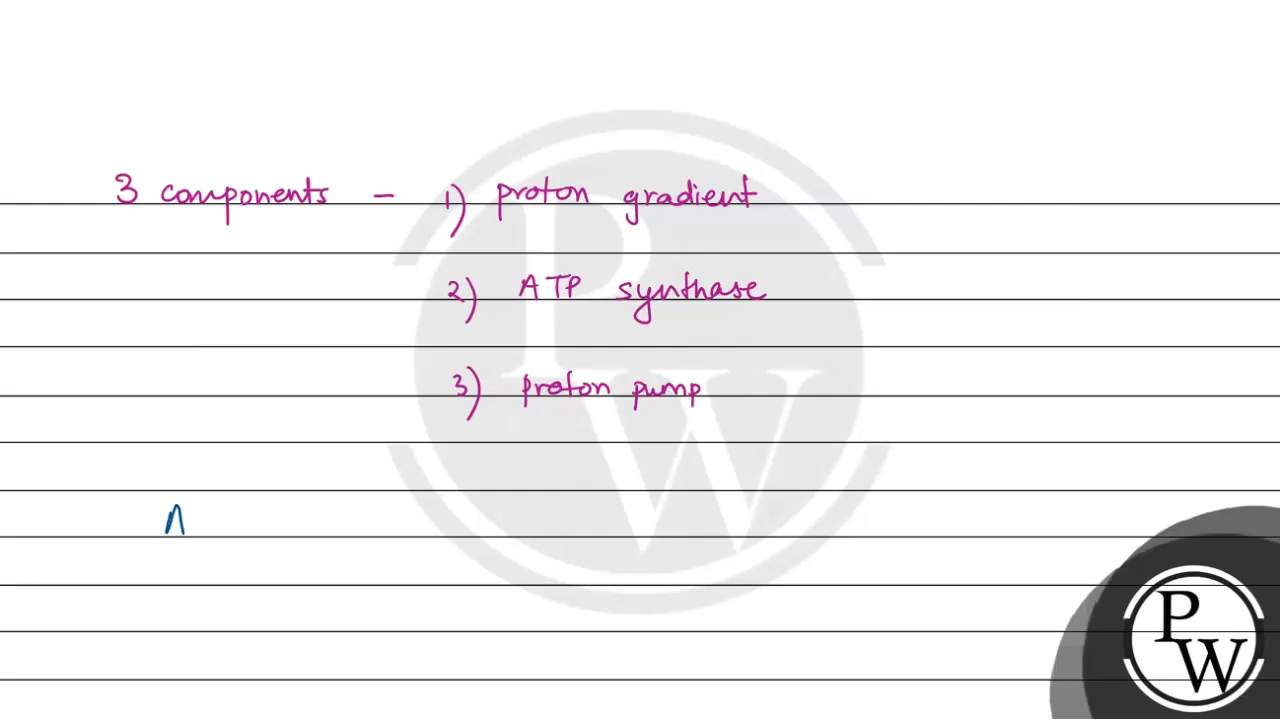 3 components - 1) proton gradient
2) ATP synthase
3) proton pump
n
P
W
P
W